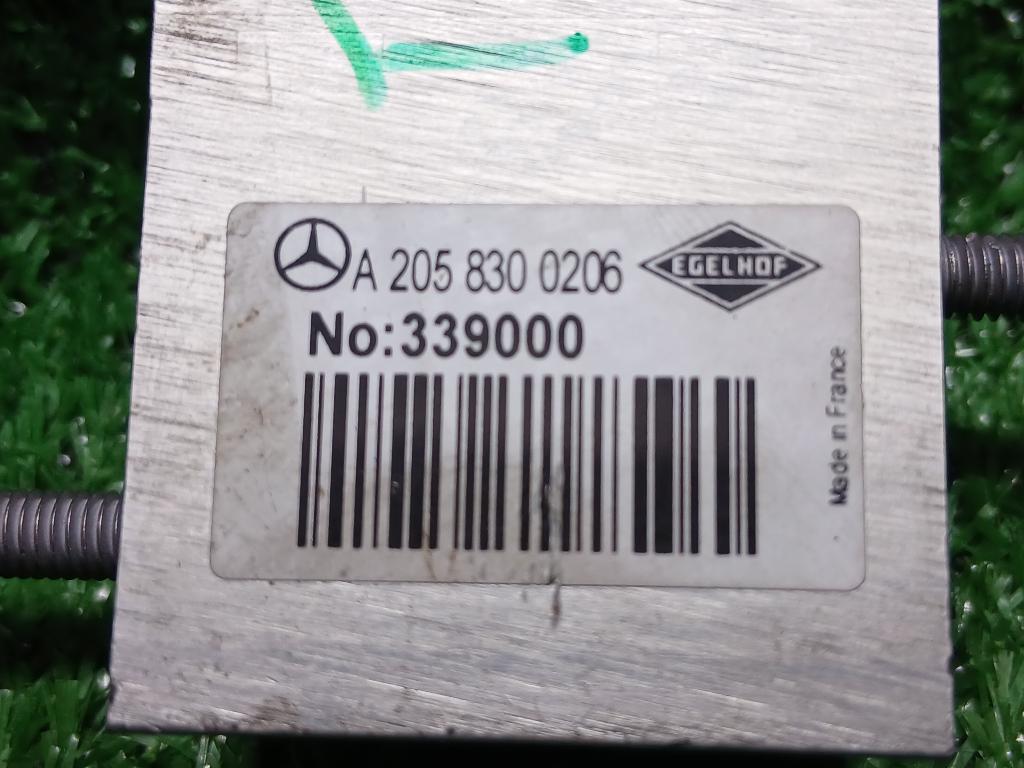 A 205 830 0206
EGELHOF
No:339000
Made in France